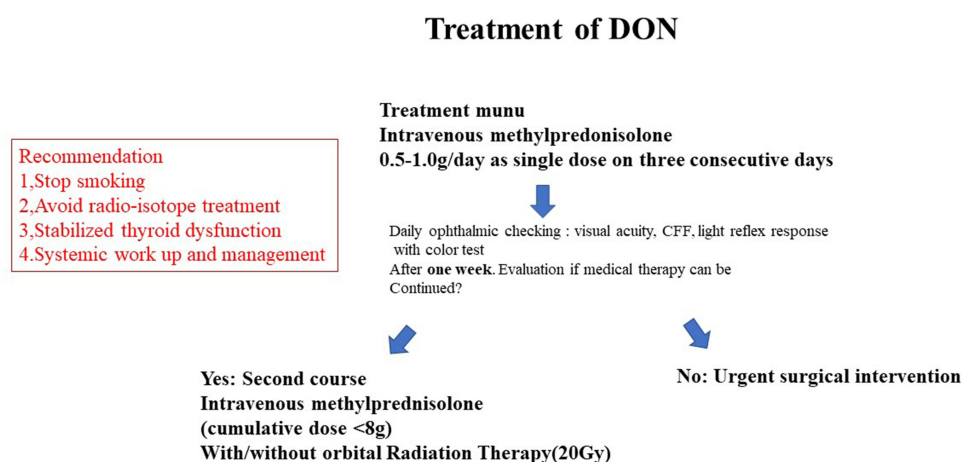 Treatment of DON
Treatment munu
Intravenous methylpredonisolone
0.5-1.0g/day as single dose on three consecutive days
Recommendation
1,Stop smoking
2,Avoid radio-isotope treatment
3,Stabilized thyroid dysfunction
4.Systemic work up and management
Daily ophthalmic checking : visual acuity, CFF, light reflex response
with color test
After one week. Evaluation if medical therapy can be
Continued?
Yes: Second course
Intravenous methylprednisolone
(cumulative dose <8g)
With/without orbital Radiation Therapy(20Gy)
No: Urgent surgical intervention